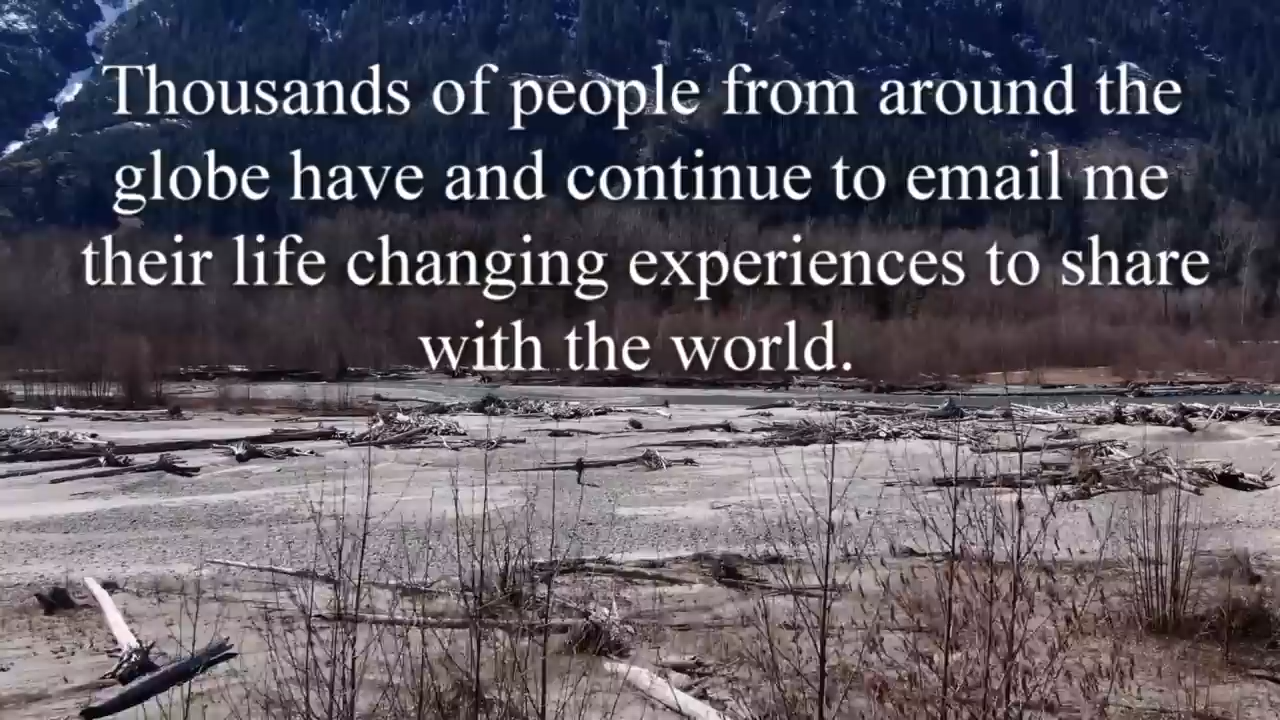 Thousands of people from around the
globe have and continue to email me
their life changing experiences to share
with the world.